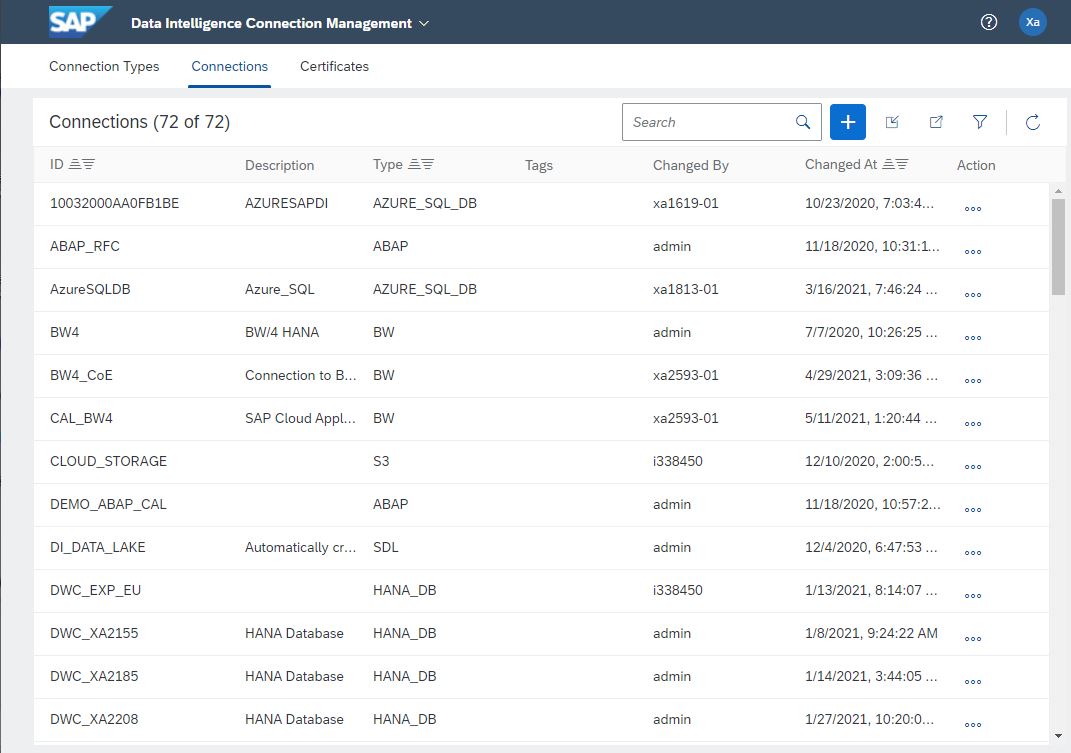 SAP Data Intelligence Connection Management Xa
Connection Types Connections Certificates
Connections (72 of 72) Search
ID Description Type Tags Changed By Changed At Action
10032000AA0FB1BE AZURESAPDI AZURE_SQL_DB xa1619-01 10/23/2020, 7:03:4...
ABAP_RFC ABAP admin 11/18/2020, 10:31:1...
AzureSQLDB Azure_SQL AZURE_SQL_DB xa1813-01 3/16/2021, 7:46:24 ...
BW4 BW/4 HANA BW admin 7/7/2020, 10:26:25 ...
BW4_CoE Connection to B... BW xa2593-01 4/29/2021, 3:09:36 ...
CAL_BW4 SAP Cloud Appl... BW xa2593-01 5/11/2021, 1:20:44 ...
CLOUD_STORAGE S3 i338450 12/10/2020, 2:00:5...
DEMO_ABAP_CAL ABAP admin 11/18/2020, 10:57:2...
DI_DATA_LAKE Automatically cr... SDL admin 12/4/2020, 6:47:53 ...
DWC_EXP_EU HANA_DB i338450 1/13/2021, 8:14:07 ...
DWC_XA2155 HANA Database HANA_DB admin 1/8/2021, 9:24:22 AM
DWC_XA2185 HANA Database HANA_DB admin 1/14/2021, 3:44:05 ...
DWC_XA2208 HANA Database HANA_DB admin 1/27/2021, 10:20:0...